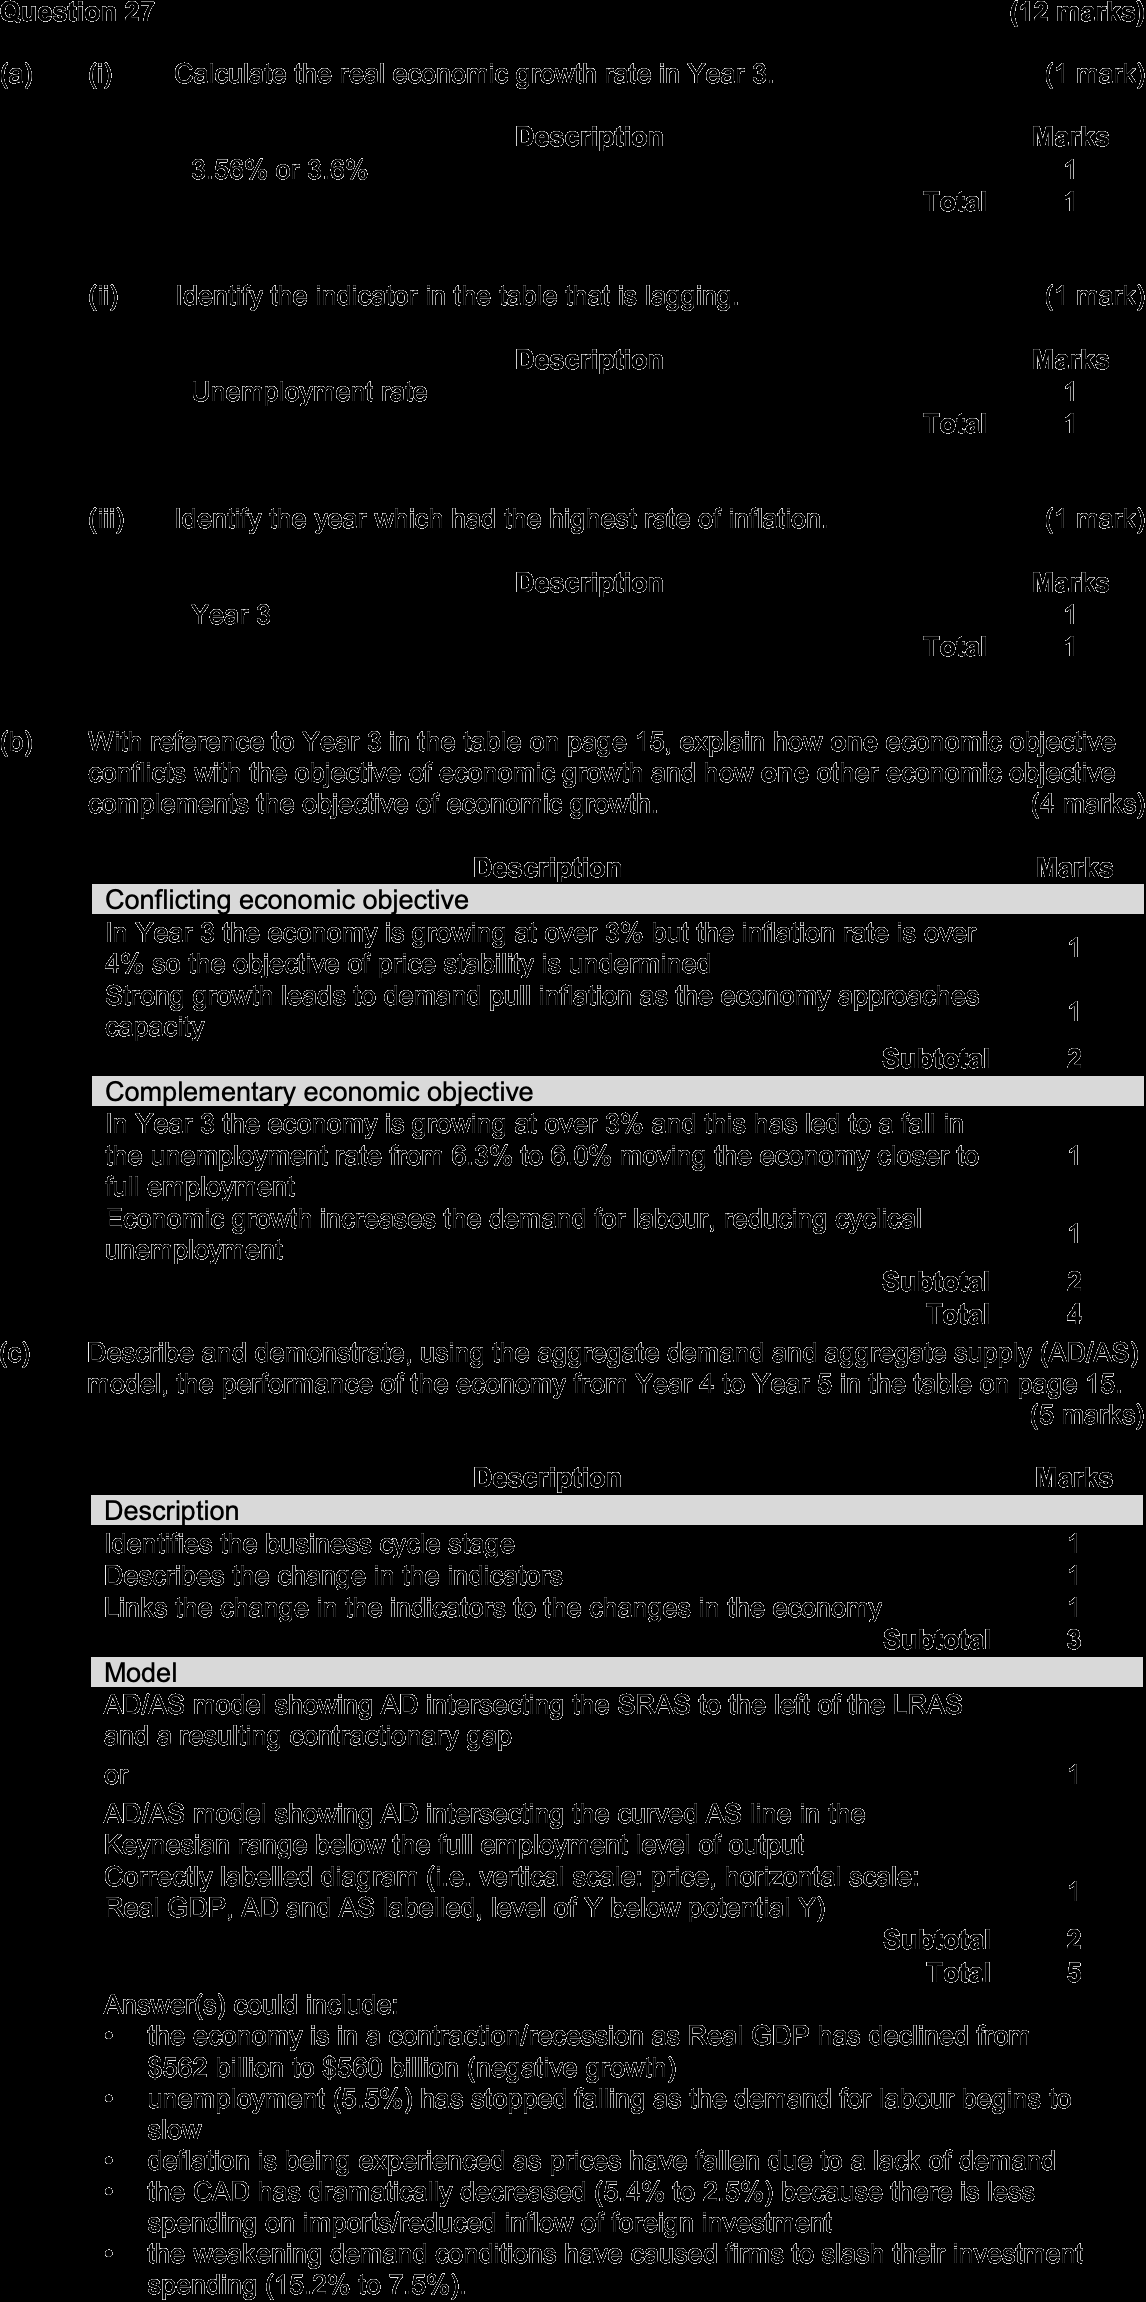 Question 27 (12 marks)
(a) (i) Calculate the real economic growth rate in Year 3. (1 mark)
Description Marks
3.56% or 3.6% 1
Total 1
(ii) Identify the indicator in the table that is lagging. (1 mark)
Description Marks
Unemployment rate 1
Total 1
(iii) Identify the year which had the highest rate of inflation. (1 mark)
Description Marks
Year 3 1
Total 1
(b) With reference to Year 3 in the table on page 15, explain how one economic objective
conflicts with the objective of economic growth and how one other economic objective
complements the objective of economic growth. (4 marks)
Description Marks
Conflicting economic objective
In Year 3 the economy is growing at over 3% but the inflation rate is over
4% so the objective of price stability is undermined 1
Strong growth leads to demand pull inflation as the economy approaches
capacity 1
Subtotal 2
Complementary economic objective
In Year 3 the economy is growing at over 3% and this has led to a fall in
the unemployment rate from 6.3% to 6.0% moving the economy closer to 1
full employment
Economic growth increases the demand for labour, reducing cyclical
unemployment 1
Subtotal 2
Total 4
(c) Describe and demonstrate, using the aggregate demand and aggregate supply (AD/AS)
model, the performance of the economy from Year 4 to Year 5 in the table on page 15.
(5 marks)
Description Marks
Description
Identifies the business cycle stage 1
Describes the change in the indicators 1
Links the change in the indicators to the changes in the economy 1
Subtotal 3
Model
AD/AS model showing AD intersecting the SRAS to the left of the LRAS
and a resulting contractionary gap
or 1
AD/AS model showing AD intersecting the curved AS line in the
Keynesian range below the full employment level of output
Correctly labelled diagram (i.e. vertical scale: price, horizontal scale:
Real GDP, AD and AS labelled, level of Y below potential Y) 1
Subtotal 2
Total 5
Answer(s) could include:
• the economy is in a contraction/recession as Real GDP has declined from
$562 billion to $560 billion (negative growth)
• unemployment (5.5%) has stopped falling as the demand for labour begins to
slow
• deflation is being experienced as prices have fallen due to a lack of demand
• the CAD has dramatically decreased (5.4% to 2.5%) because there is less
spending on imports/reduced inflow of foreign investment
• the weakening demand conditions have caused firms to slash their investment
spending (15.2% to 7.5%).